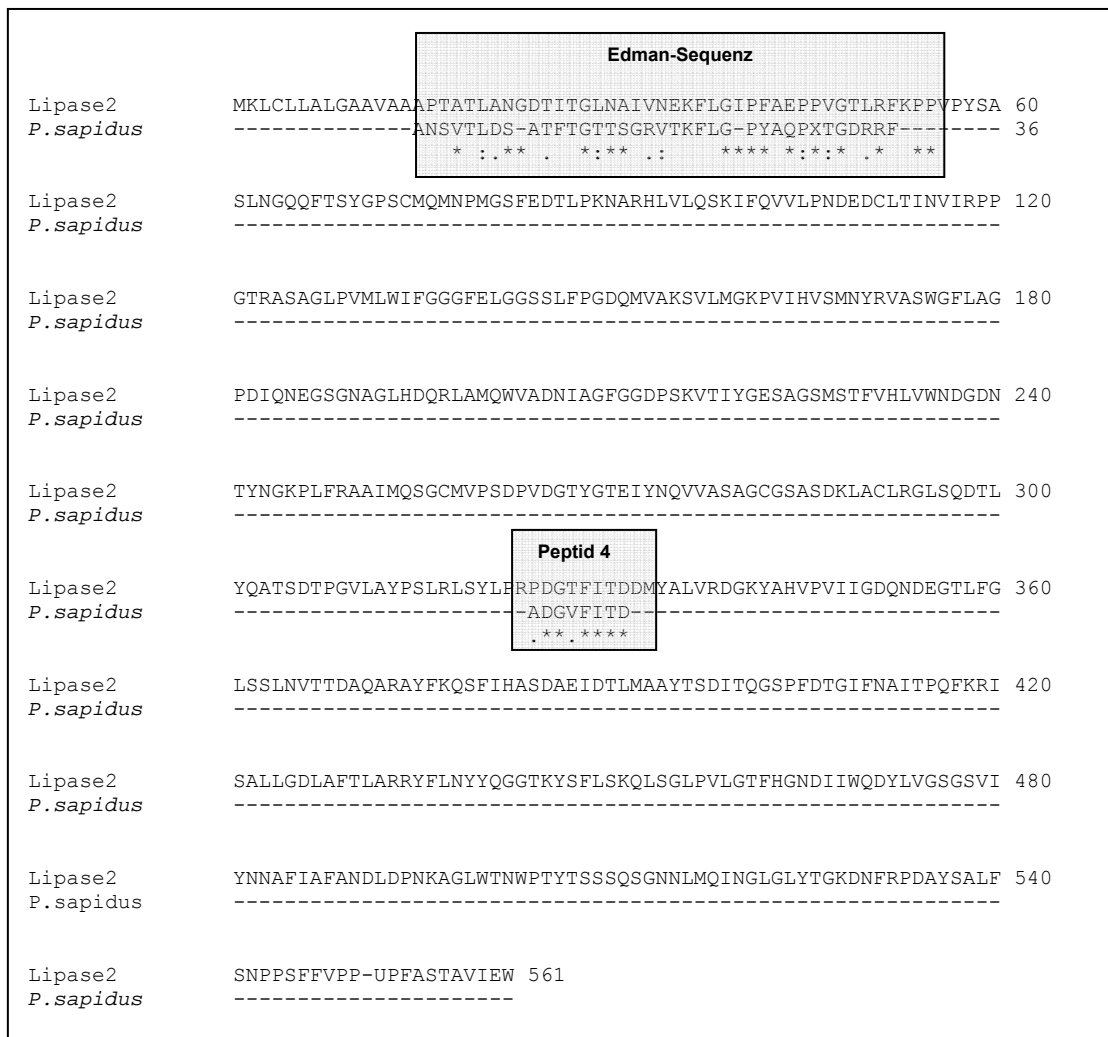 Edman-Sequenz
Lipase2 MKLCLLALGAAVAAAPTATLANGDTITGLNAIVNEKFLGIPFAEPPVGTLRFKPPVPYSA 60
P.sapidus --------------ANSVTLDS-ATFTGTTSGRVTKFLG-PYAQPXTGDRRF-------- 36
* :.** . *:** .: **** *:*:* .* **
Lipase2 SLNGQQFTSYGPSCMQMNPMGSFEDTLPKNARHLVLQSKIFQVVLPNDEDCLTINVIRPP 120
P.sapidus ------------------------------------------------------------
Lipase2 GTRASAGLPVMLWIFGGGFELGGSSLFPGDQMVAKSVLMGKPVIHVSMNYRVASWGFLAG 180
P.sapidus ------------------------------------------------------------
Lipase2 PDIQNEGSGNAGLHDQRLAMQWVADNIAGFGGDPSKVTIYGESAGSMSTFVHLVWNDGDN 240
P.sapidus ------------------------------------------------------------
Lipase2 TYNGKPLFRAAIMQSGCMVPSDPVDGTYGTEIYNQVVASAGCGSASDKLACLRGLSQDTL 300
P.sapidus ------------------------------------------------------------
Peptid 4
Lipase2 YQATSDTPGVLAYPSLRLSYLPRPDGTFITDDMYALVRDGKYAHVPVIIGDQNDEGTLFG 360
P.sapidus -----------------------ADGVFITD-----------------------------
.**.****
Lipase2 LSSLNVTTDAQARAYFKQSFIHASDAEIDTLMAAYTSDITQGSPFDTGIFNAITPQFKRI 420
P.sapidus ------------------------------------------------------------
Lipase2 SALLGDLAFTLARRYFLNYYQGGTKYSFLSKQLSGLPVLGTFHGNDIIWQDYLVGSGSVI 480
P.sapidus ------------------------------------------------------------
Lipase2 YNNAFIAFANDLDPNKAGLWTNWPTYTSSSQSGNNLMQINGLGLYTGKDNFRPDAYSALF 540
P.sapidus ------------------------------------------------------------
Lipase2 SNPPSFFVPP-UPFASTAVIEW 561
P.sapidus ----------------------